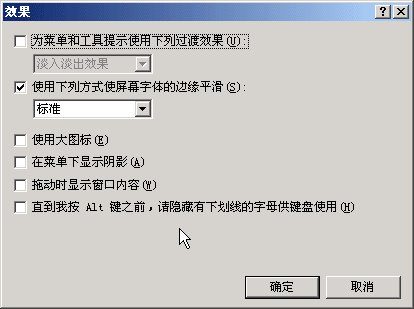 效果
为菜单和工具提示使用下列过渡效果(U):
淡入淡出效果
使用下列方式使屏幕字体的边缘平滑(S):
标准
使用大图标(E)
在菜单下显示阴影(A)
拖动时显示窗口内容(W)
直到我按 Alt 键之前，请隐藏有下划线的字母供键盘使用(H)
确定 取消